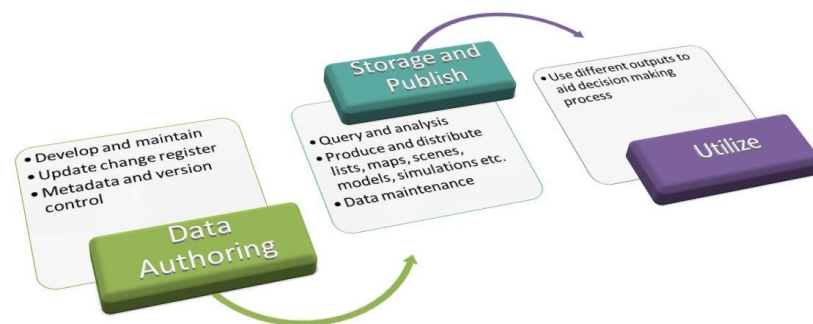 • Develop and maintain
• Update change register
• Metadata and version
control
Data
Authoring
Storage and
Publish
• Query and analysis
• Produce and distribute
lists, maps, scenes,
models, simulations etc.
• Data maintenance
• Use different outputs to
aid decision making
process
Utilize